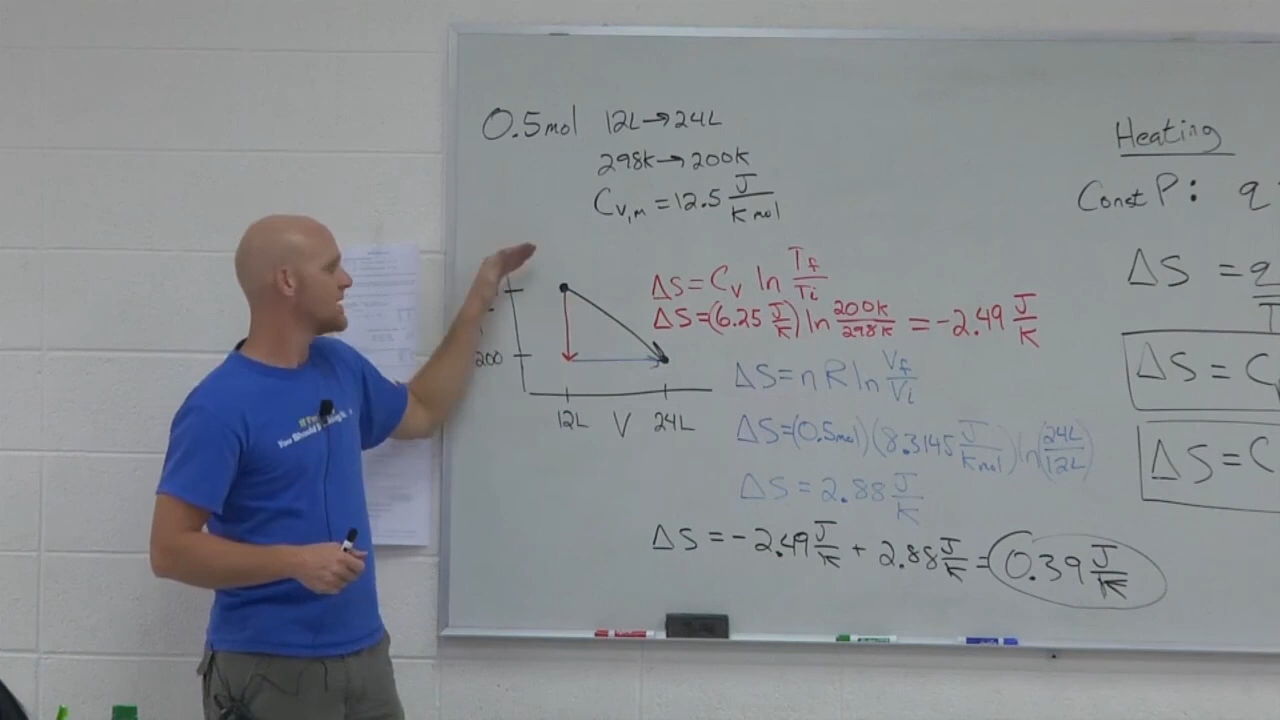 0.5mol 12L→24L
298K→200K
Cv,m = 12.5 J/K mol
ΔS = Cv ln Tf/Ti
ΔS = (6.25 J/K) ln 200K/298K = -2.49 J/K
200
12L V 24L
ΔS = nR ln Vf/Vi
ΔS = (0.5mol)(8.3145 J/K mol) ln(24L/12L)
ΔS = 2.88 J/K
ΔS = -2.49 J/K + 2.88 J/K = 0.39 J/K
Heating
Const P: q
ΔS = q/T
ΔS = C
ΔS = C